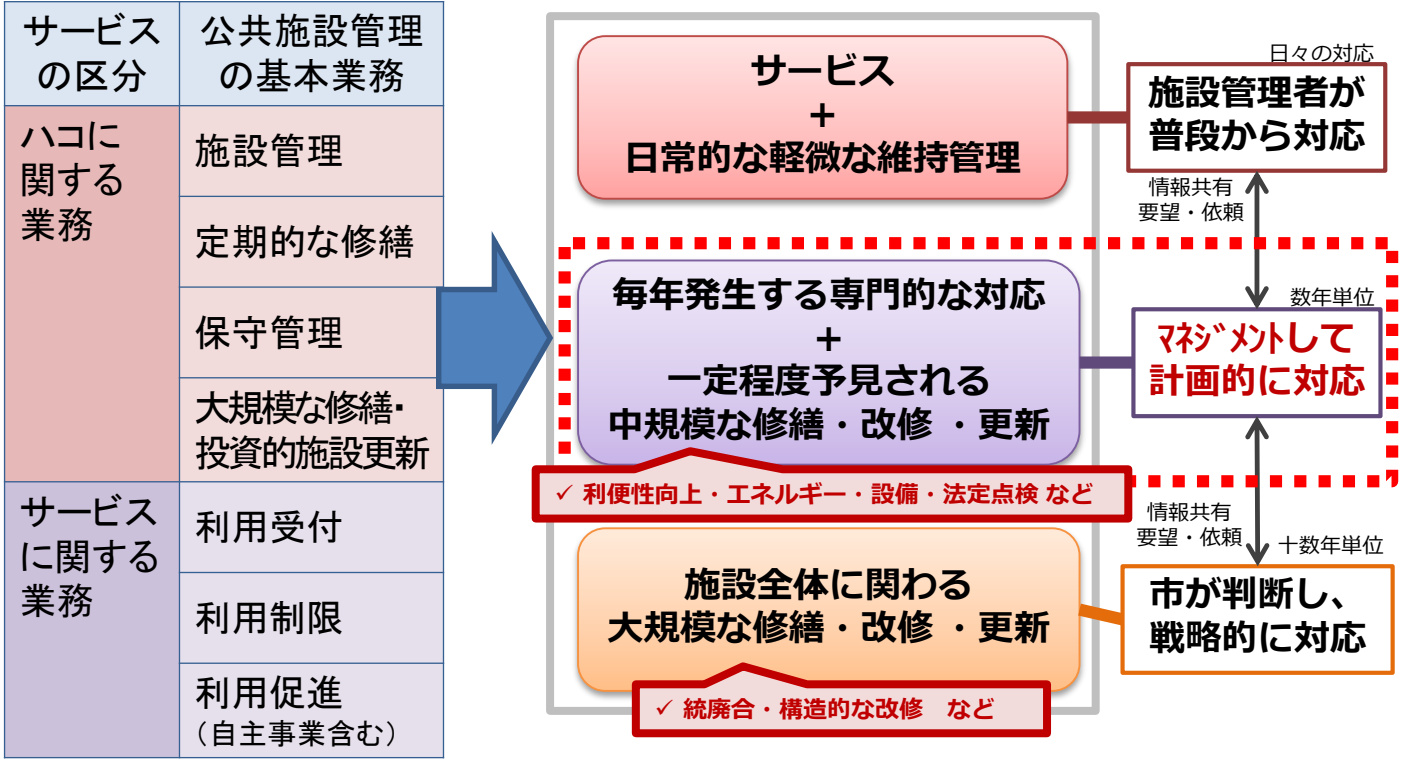 サービス
の区分
公共施設管理
の基本業務
ハコに
関する
業務
施設管理
定期的な修繕
保守管理
大規模な修繕・
投資的施設更新
サービス
に関する
業務
利用受付
利用制限
利用促進
（自主事業含む）
サービス
+
日常的な軽微な維持管理
日々の対応
施設管理者が
普段から対応
情報共有
要望・依頼
毎年発生する専門的な対応
+
一定程度予見される
中規模な修繕・改修 ・更新
数年単位
ﾏﾈｼﾞﾒﾝﾄして
計画的に対応
✓ 利便性向上・エネルギー・設備・法定点検 など
情報共有
要望・依頼
施設全体に関わる
大規模な修繕・改修 ・更新
十数年単位
市が判断し、
戦略的に対応
✓ 統廃合・構造的な改修　など